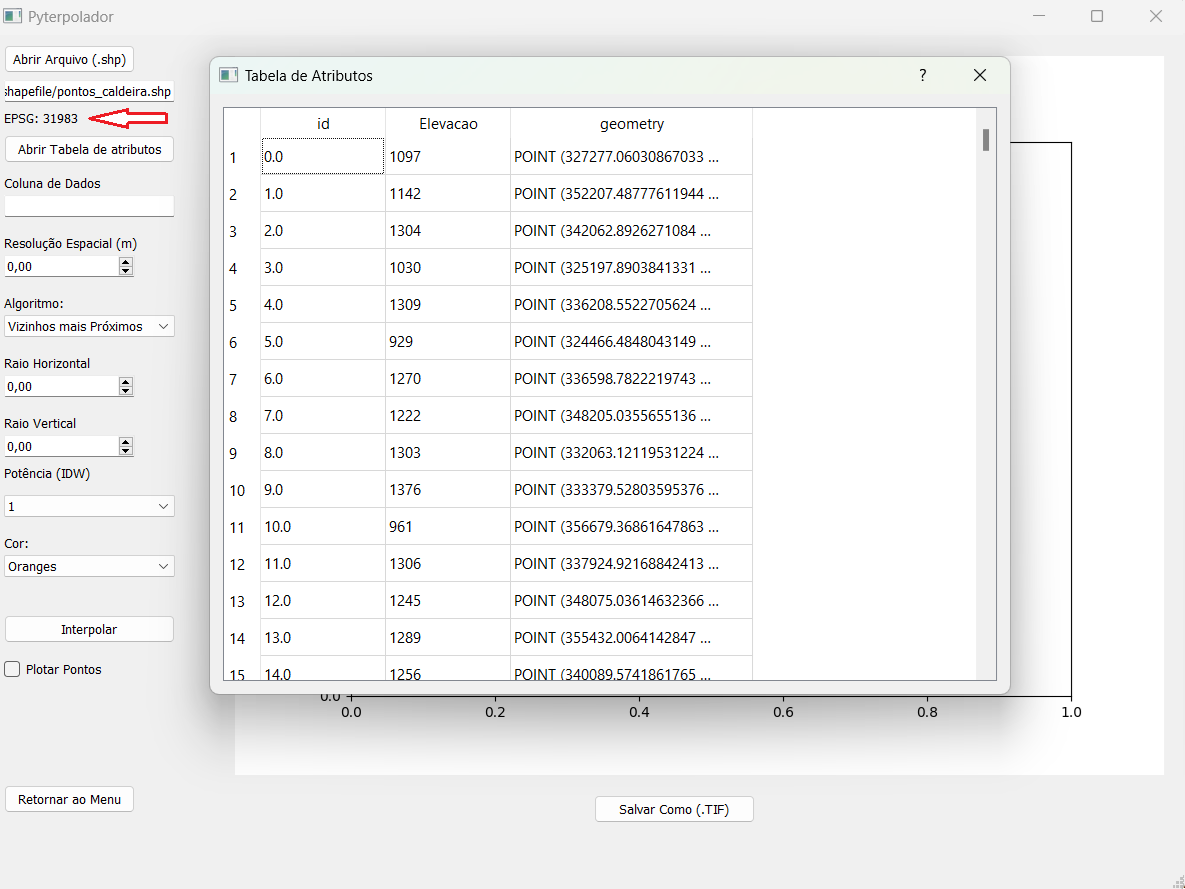 Pyterpolador
Abrir Arquivo (.shp)
shapefile/pontos_caldeira.shp
EPSG: 31983
Abrir Tabela de atributos
Coluna de Dados
Resolução Espacial (m)
0,00
Algoritmo:
Vizinhos mais Próximos
Raio Horizontal
0,00
Raio Vertical
0,00
Potência (IDW)
1
Cor:
Oranges
Interpolar
Plotar Pontos
Retornar ao Menu
Tabela de Atributos ?
id Elevacao geometry
1 0.0 1097 POINT (327277.06030867033 ...
2 1.0 1142 POINT (352207.48777611944 ...
3 2.0 1304 POINT (342062.8926271084 ...
4 3.0 1030 POINT (325197.8903841331 ...
5 4.0 1309 POINT (336208.5522705624 ...
6 5.0 929 POINT (324466.4848043149 ...
7 6.0 1270 POINT (336598.7822219743 ...
8 7.0 1222 POINT (348205.0355655136 ...
9 8.0 1303 POINT (332063.12119531224 ...
10 9.0 1376 POINT (333379.52803595376 ...
11 10.0 961 POINT (356679.36861647863 ...
12 11.0 1306 POINT (337924.92168842413 ...
13 12.0 1245 POINT (348075.03614632366 ...
14 13.0 1289 POINT (355432.0064142847 ...
15 14.0 1256 POINT (340089.5741861765 ...
0.0
0.0 0.2 0.4 0.6 0.8 1.0
Salvar Como (.TIF)